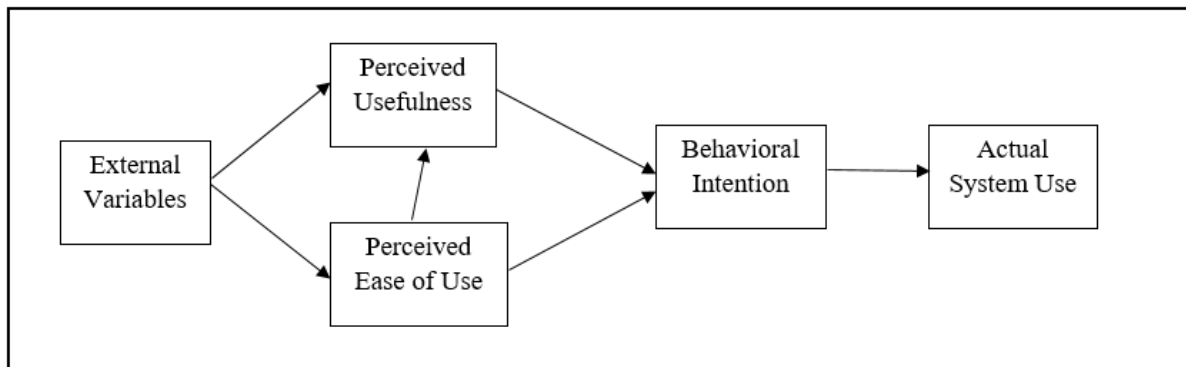 External
Variables
Perceived
Usefulness
Perceived
Ease of Use
Behavioral
Intention
Actual
System Use